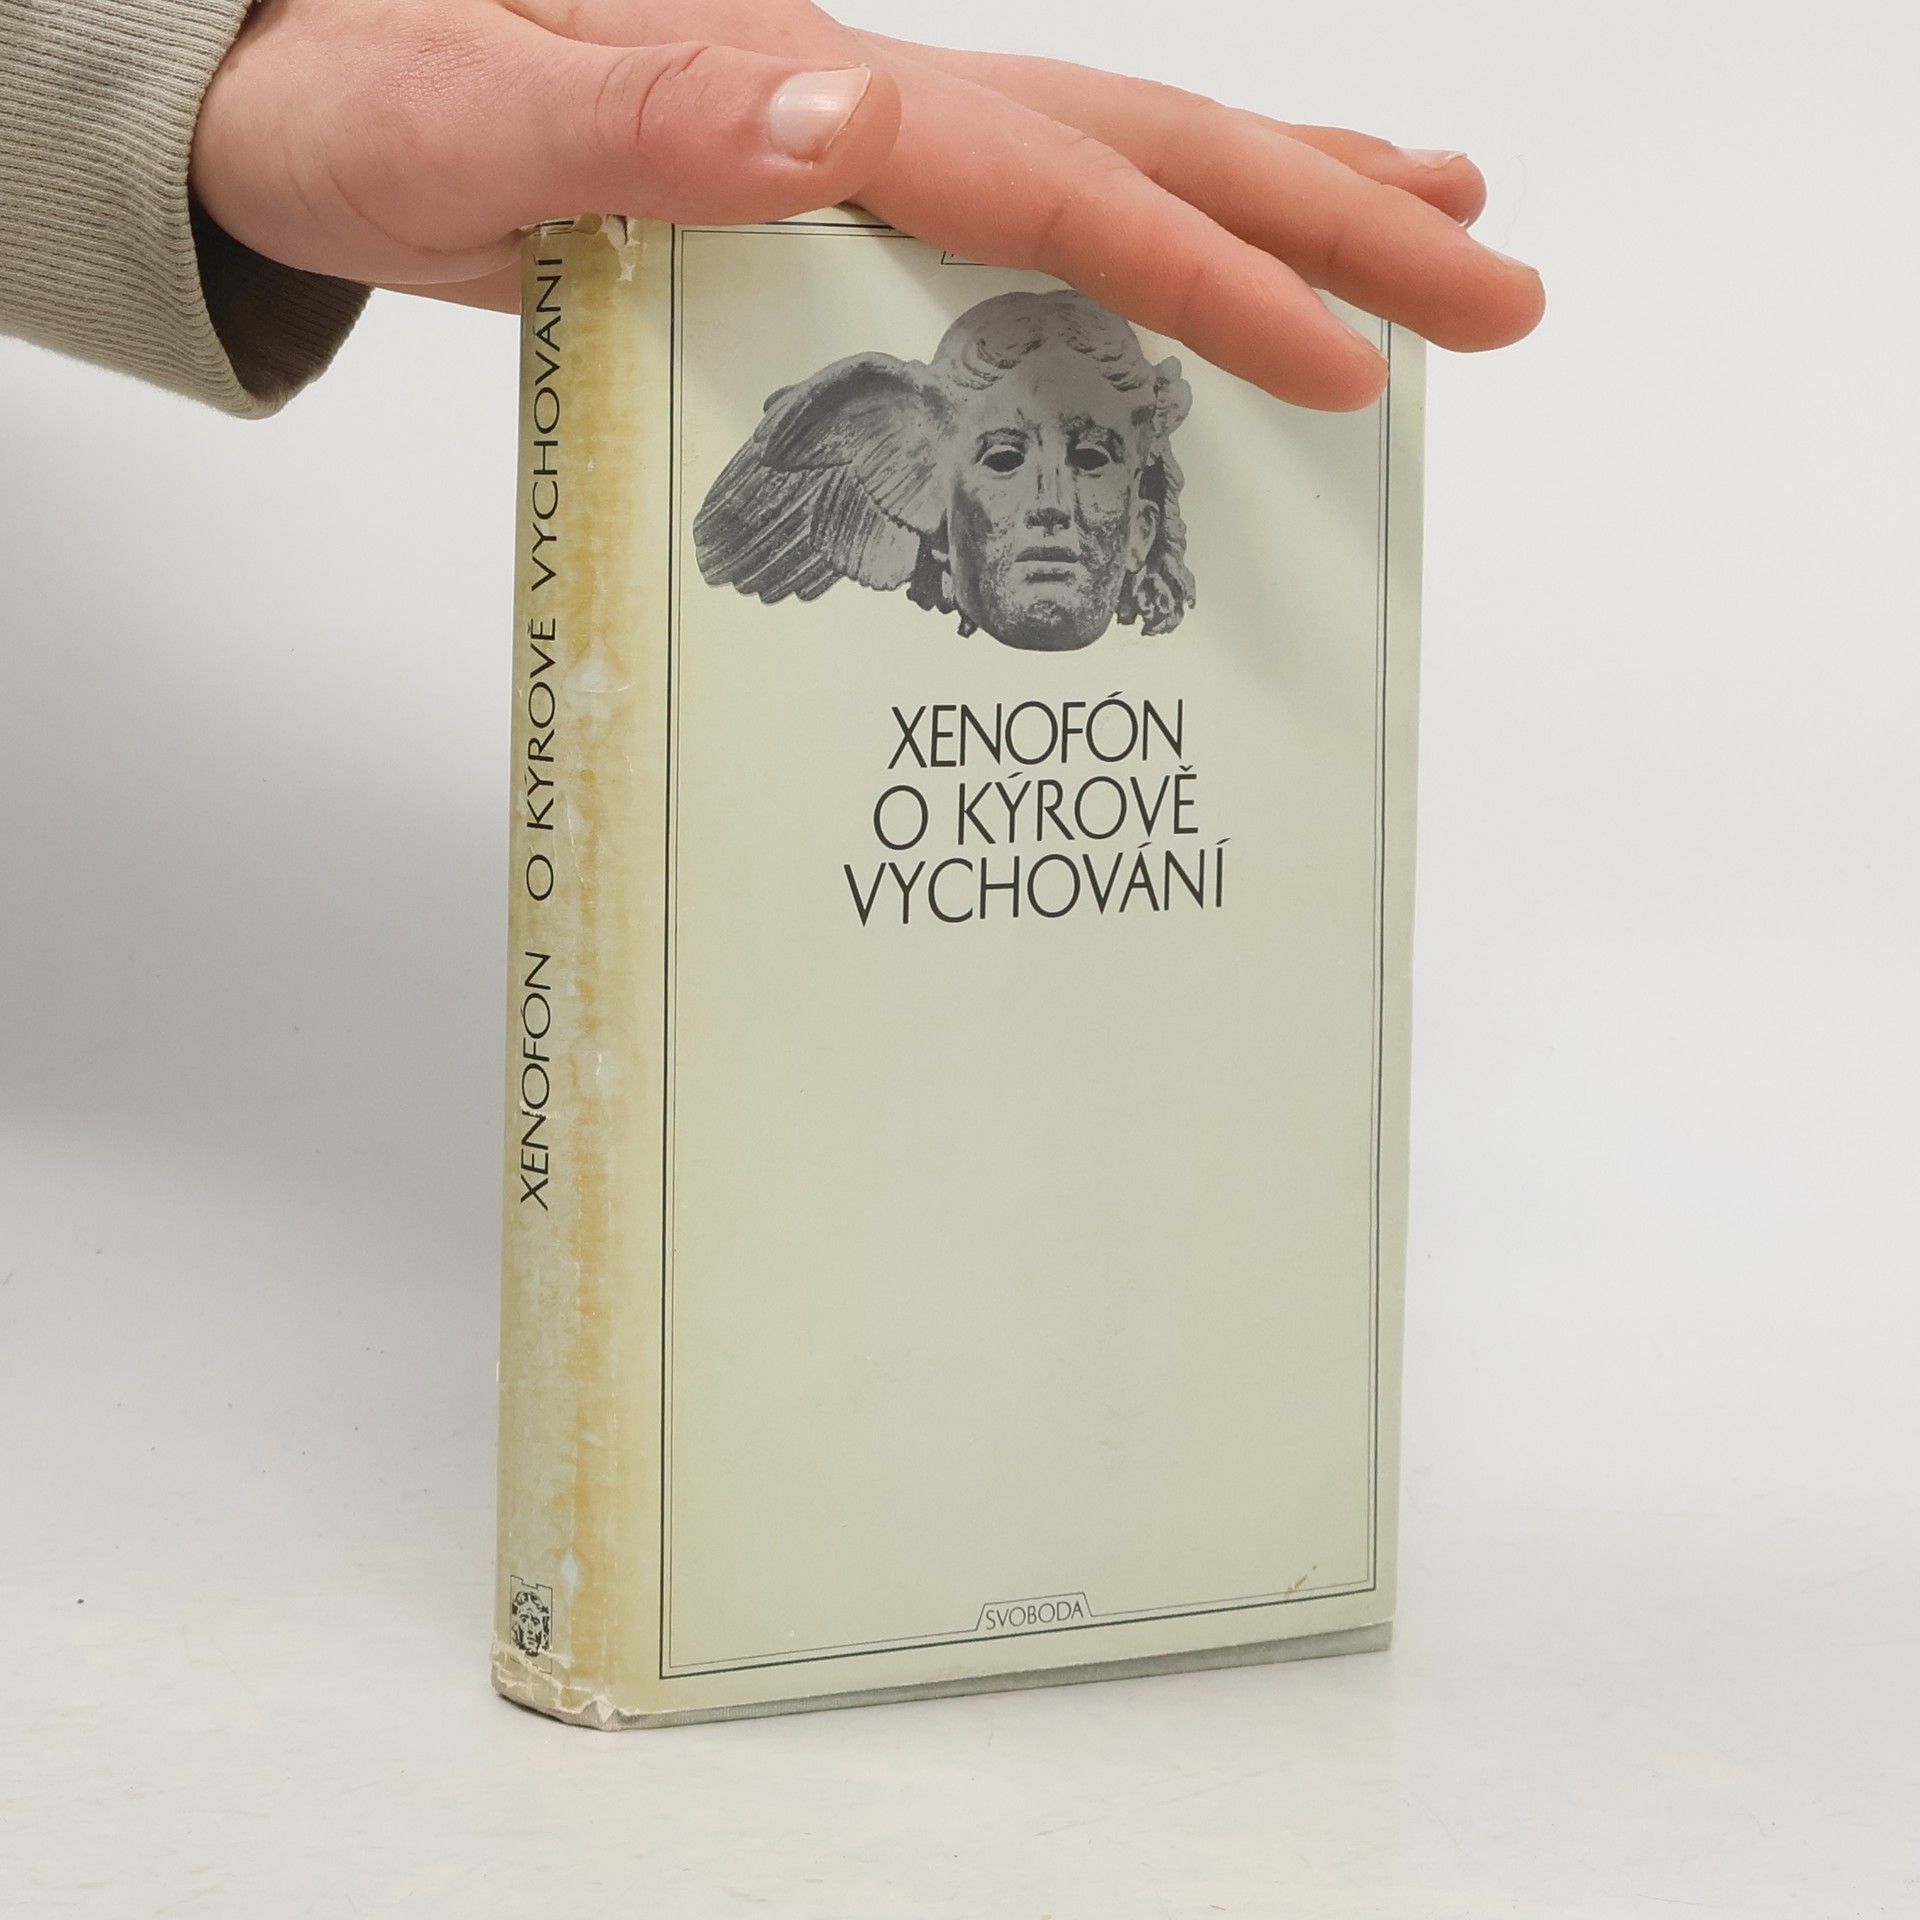 XENOFÓN O KÝROVĚ VYCHOVÁNÍ
XENOFÓN
O KÝROVĚ
VYCHOVÁNÍ
SVOBODA